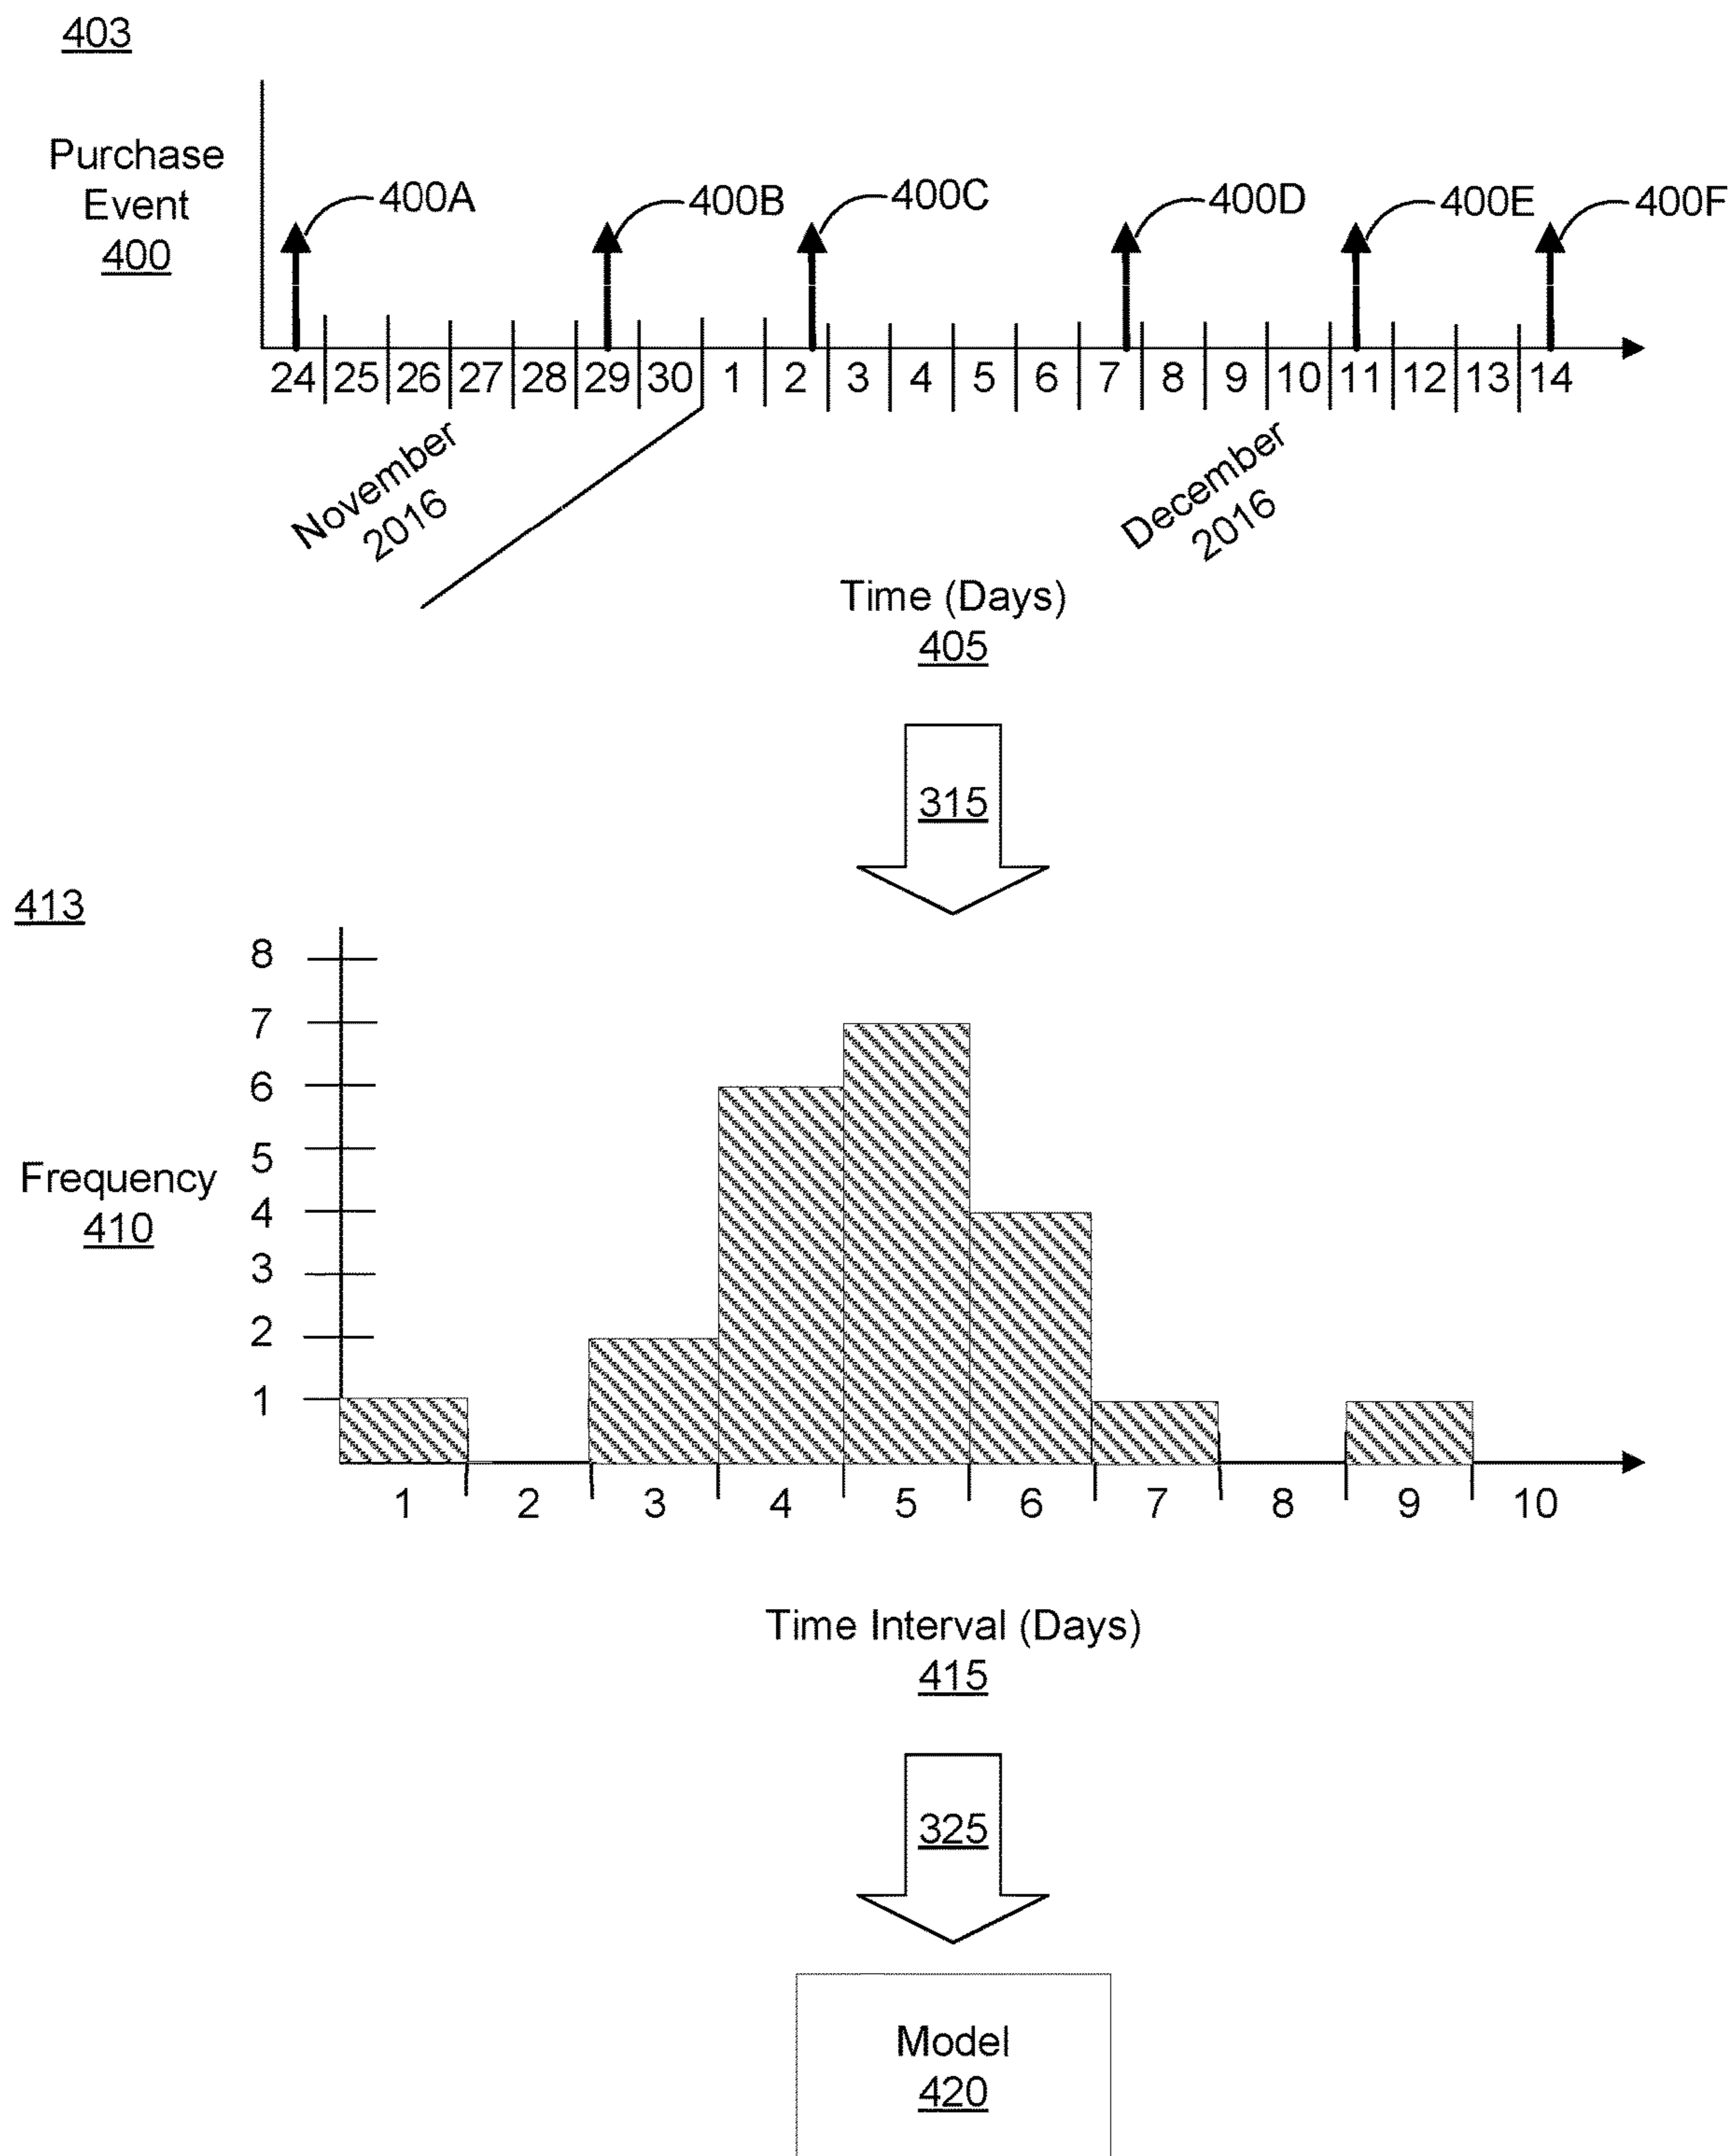 403
Purchase
Event
400
400A
400B
400C
400D
400E
400F
24 25 26 27 28 29 30 1 2 3 4 5 6 7 8 9 10 11 12 13 14
November
2016
December
2016
Time (Days)
405
315
413
8
7
6
5
4
3
2
1
Frequency
410
1 2 3 4 5 6 7 8 9 10
Time Interval (Days)
415
325
Model
420